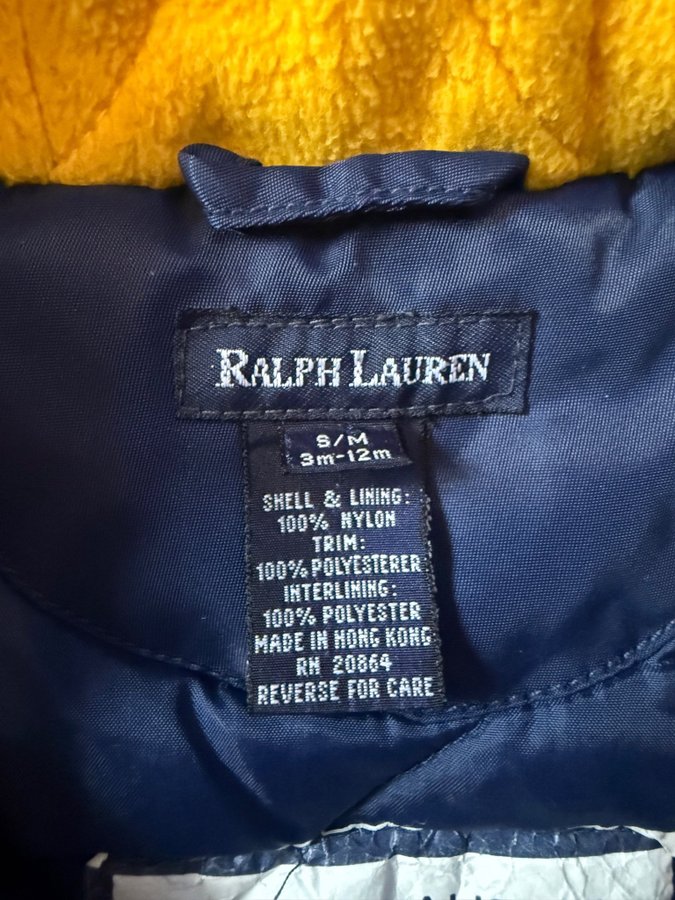 RALPH LAUREN
S/M
3m-12m
SHELL & LINING:
100% NYLON
TRIM:
100% POLYESTERER
INTERLINING:
100% POLYESTER
MADE IN HONG KONG
RN 20864
REVERSE FOR CARE